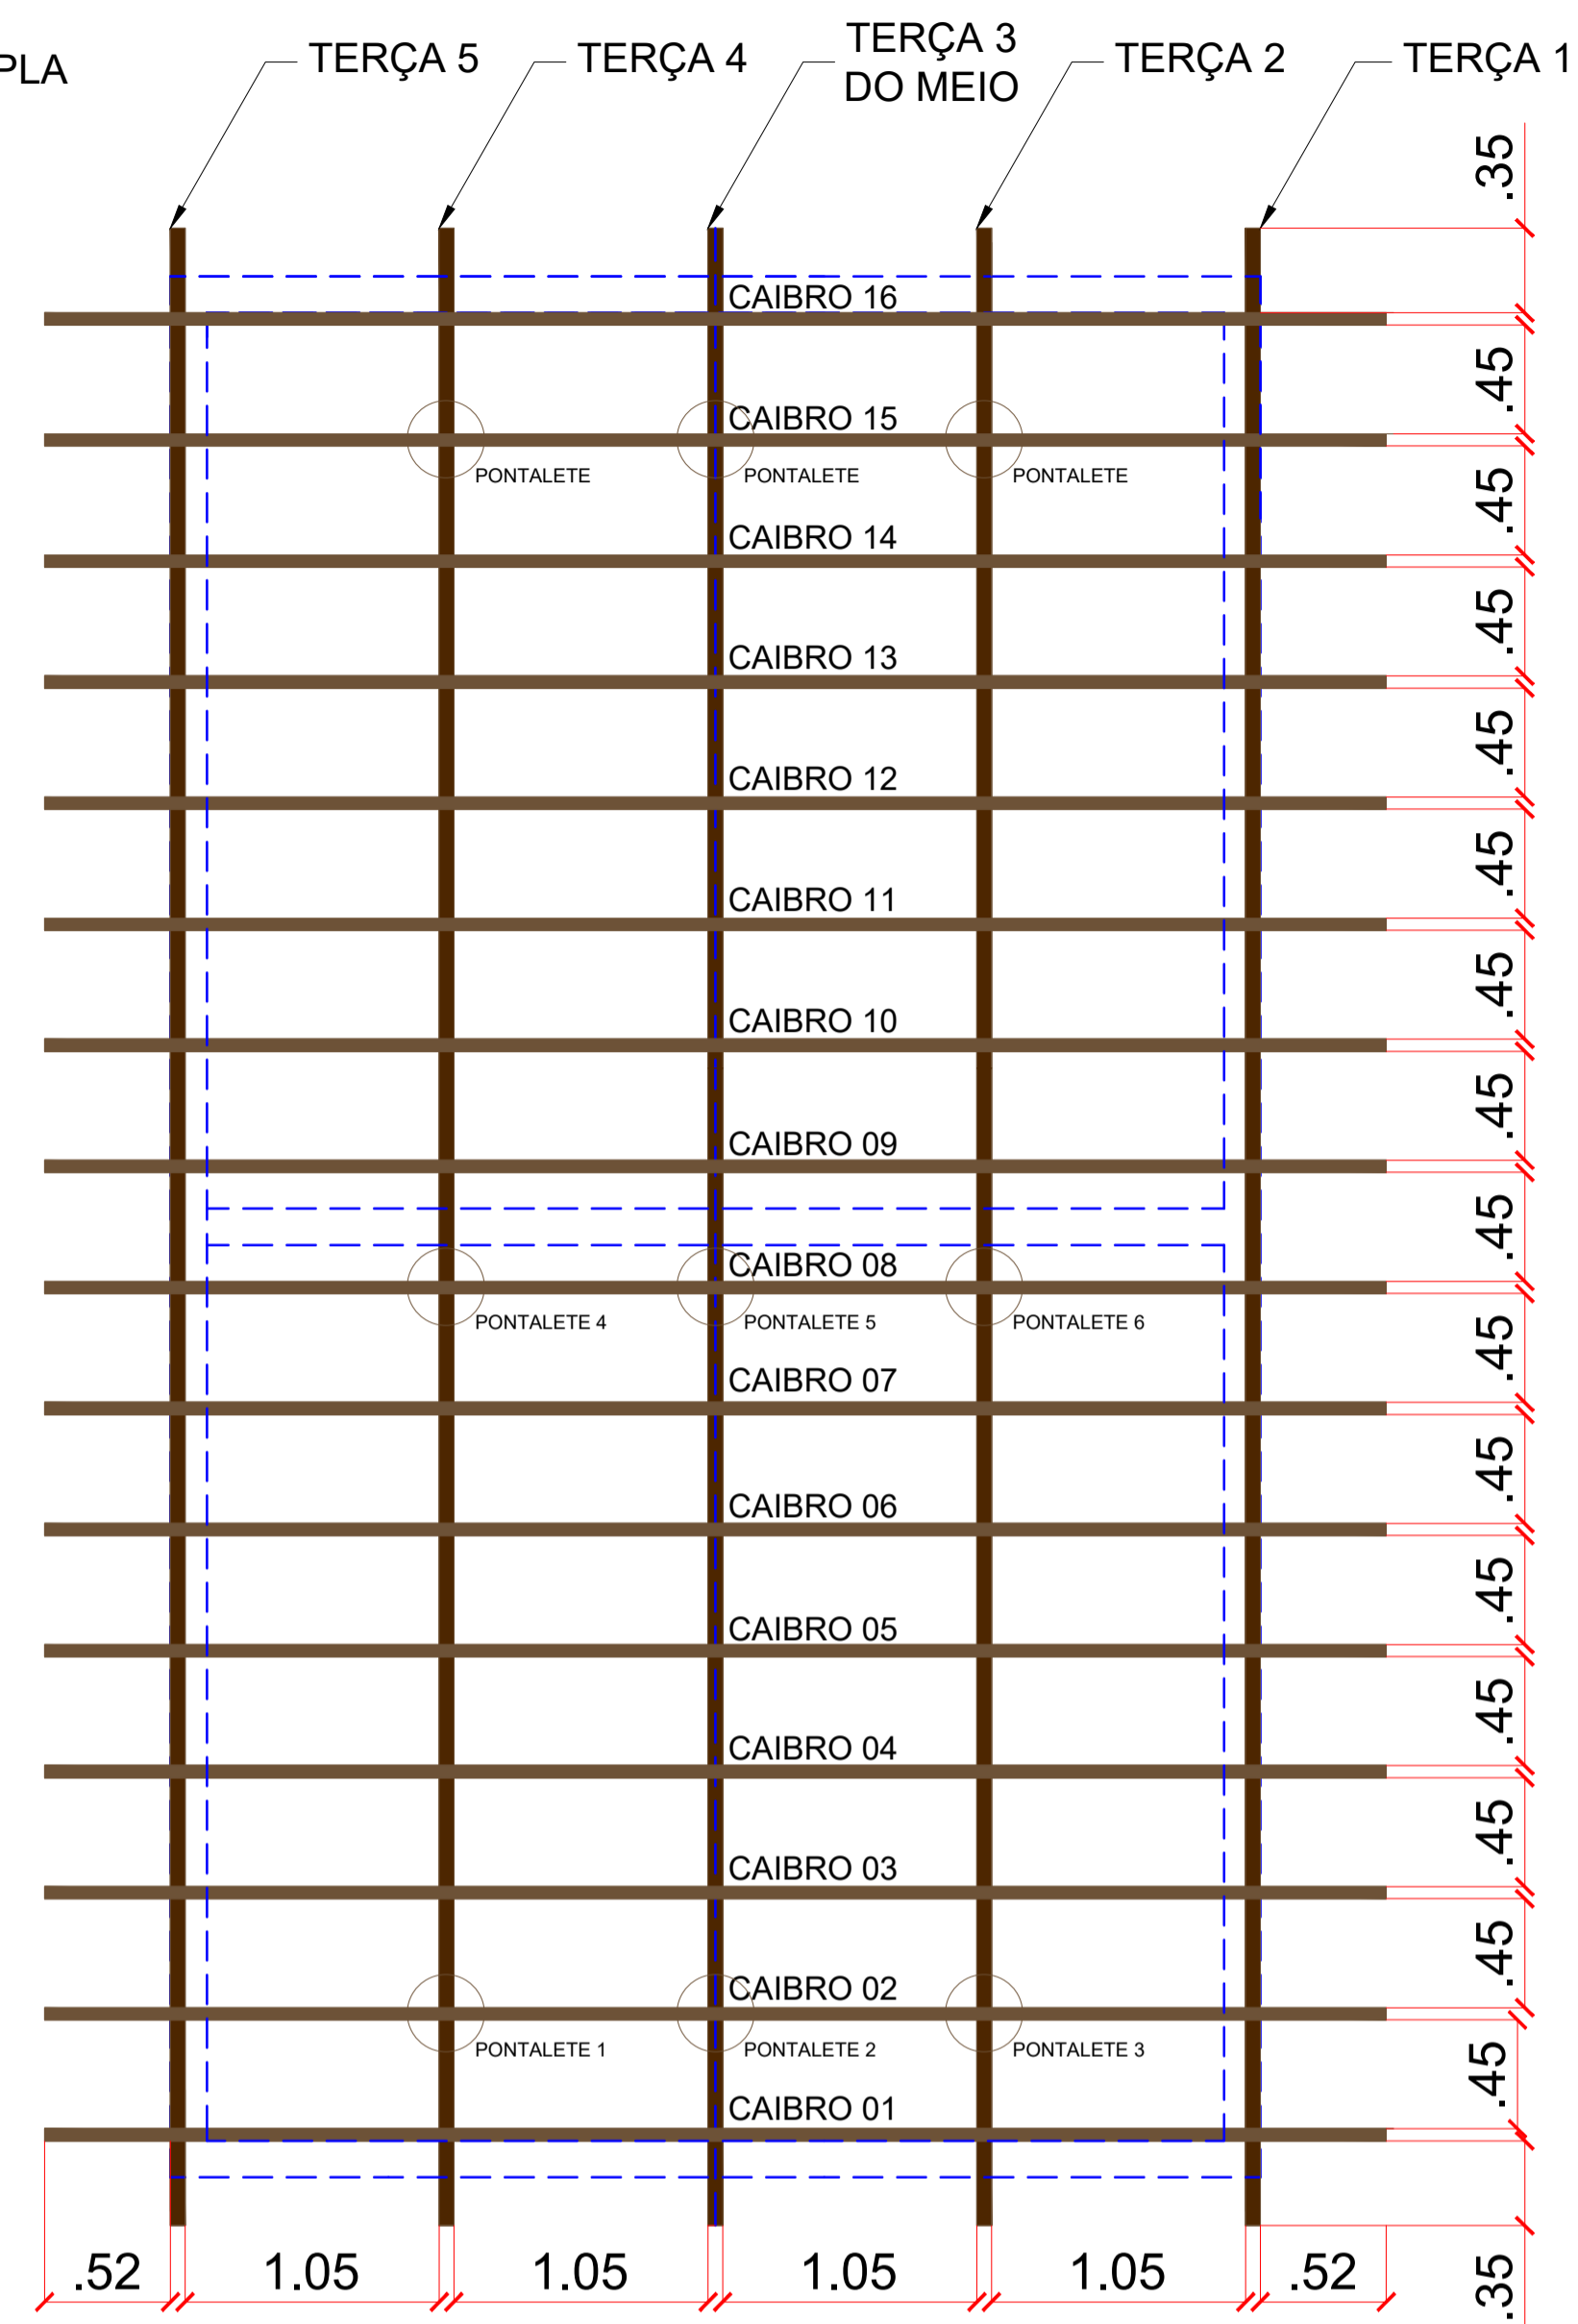 PLA
TERÇA 5
TERÇA 4
TERÇA 3
DO MEIO
TERÇA 2
TERÇA 1
.35
CAIBRO 16
.45
CAIBRO 15
PONTALETE
PONTALETE
PONTALETE
.45
CAIBRO 14
.45
CAIBRO 13
.45
CAIBRO 12
.45
CAIBRO 11
.45
CAIBRO 10
.45
CAIBRO 09
.45
CAIBRO 08
PONTALETE 4
PONTALETE 5
PONTALETE 6
.45
CAIBRO 07
.45
CAIBRO 06
.45
CAIBRO 05
.45
CAIBRO 04
.45
CAIBRO 03
.45
CAIBRO 02
PONTALETE 1
PONTALETE 2
PONTALETE 3
.45
CAIBRO 01
.52
1.05
1.05
1.05
1.05
.52
.35